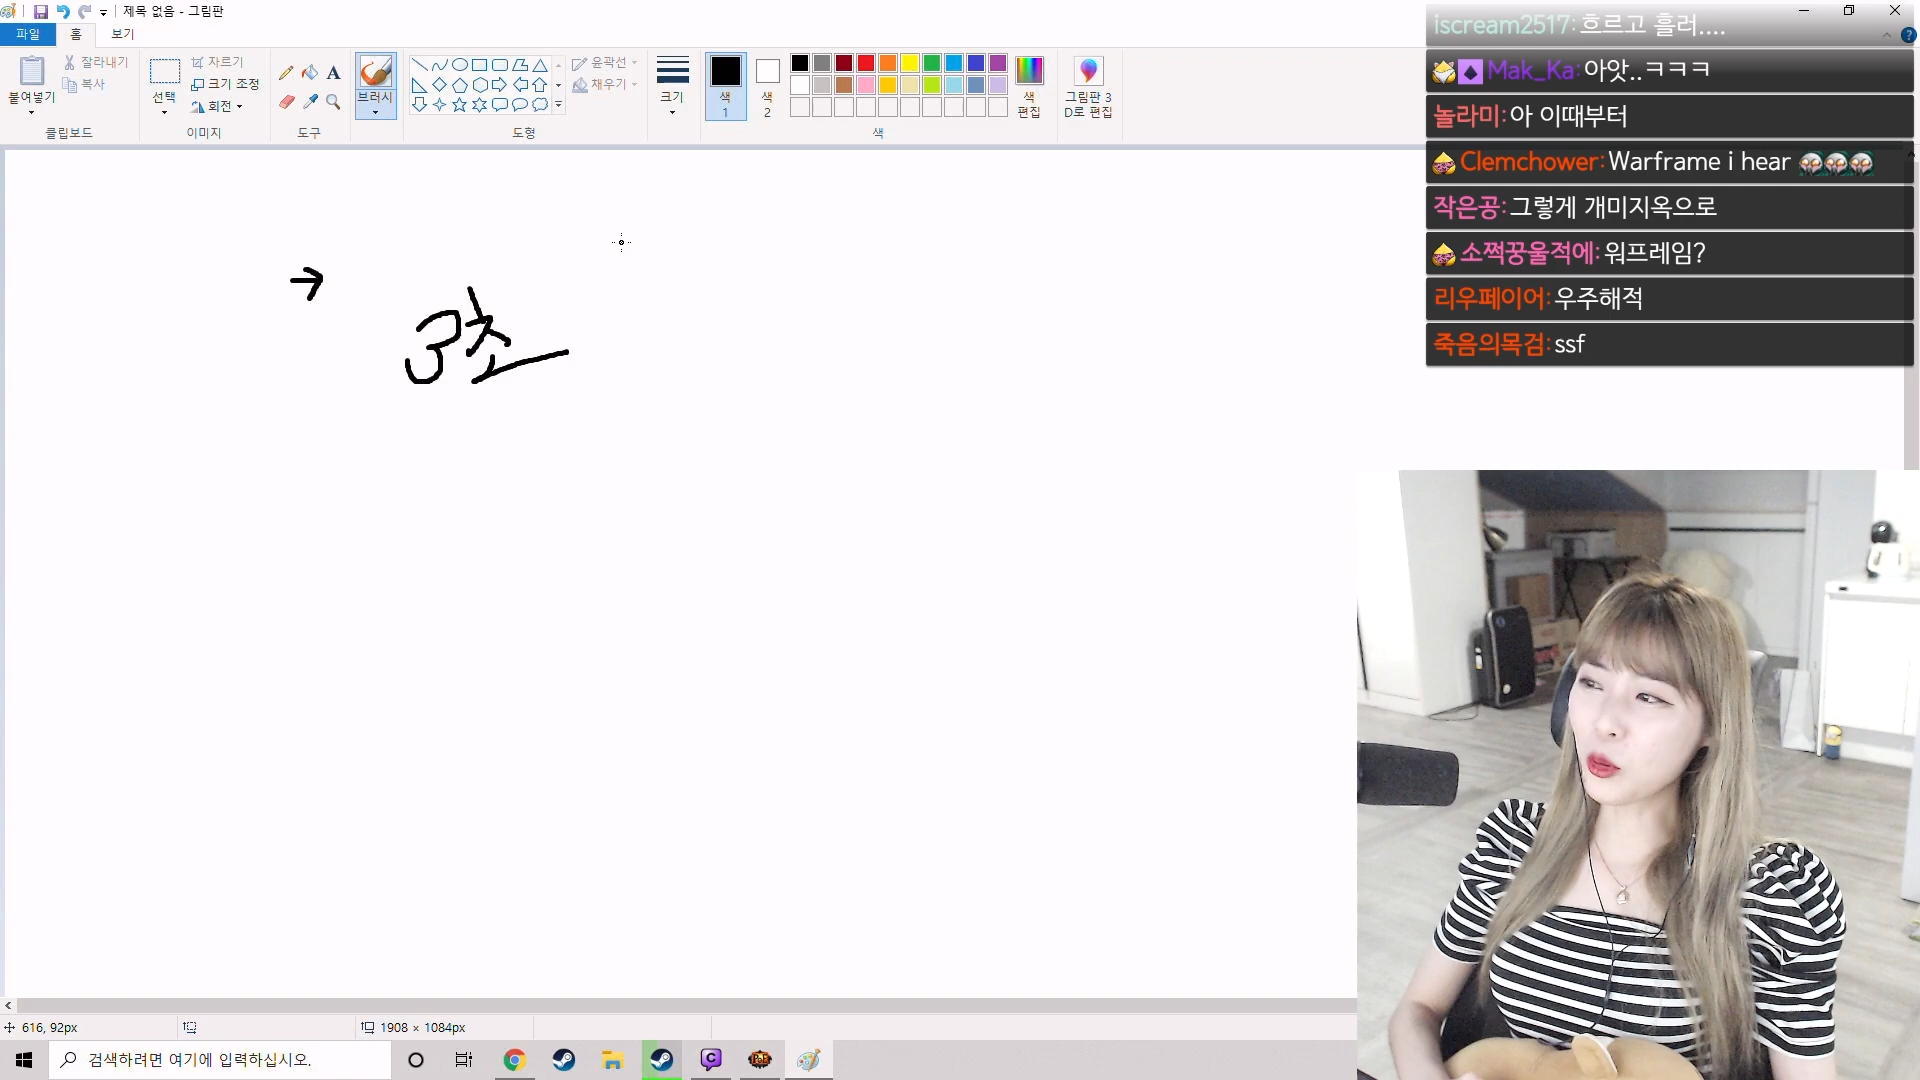 제목 없음 - 그림판
파일 홈 보기
붙여넣기
잘라내기
복사
클립보드
선택
자르기
크기 조정
회전
이미지
A
도구
브러시
윤곽선
채우기
도형
크기
색
1
색
2
색
편집
색
그림판 3
D로 편집
→
3초
iscream2517: 흐르고 흘러....
Mak_Ka: 아앗..ㅋㅋㅋ
놀라미: 아 이때부터
Clemchower: Warframe i hear
작은공: 그렇게 개미지옥으로
소쩍꿍울적에: 워프레임?
리우페이어: 우주해적
죽음의목검: ssf
616, 92px
1908 × 1084px
검색하려면 여기에 입력하십시오.
PoE